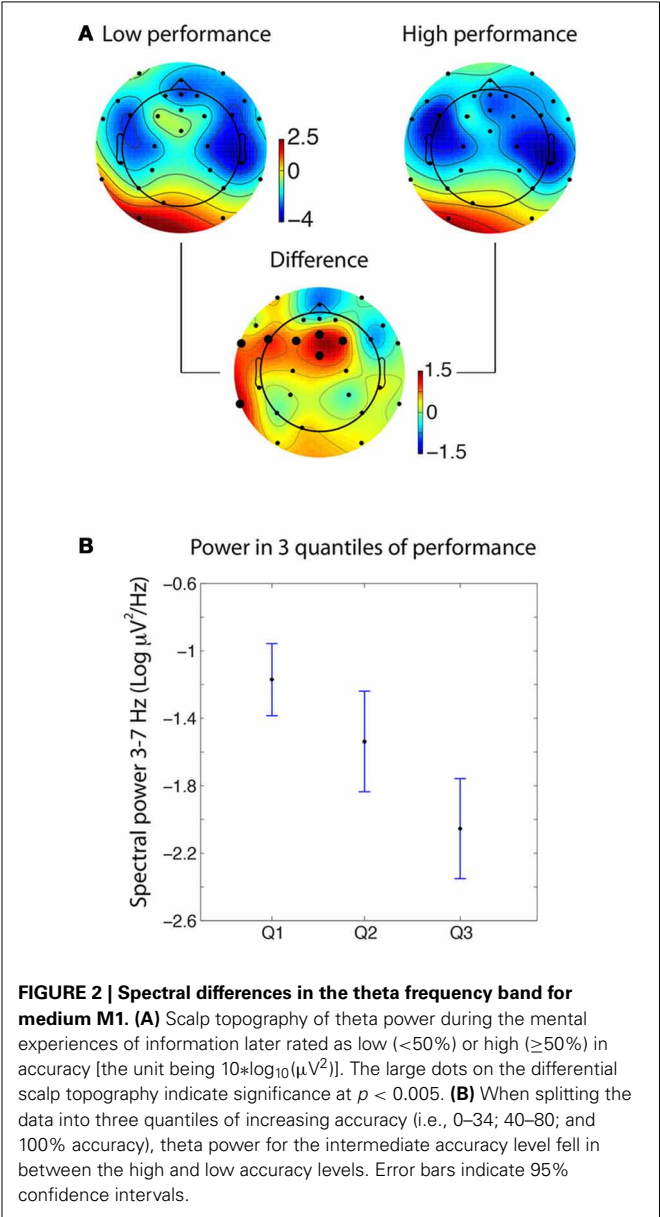 A Low performance High performance
2.5
0
−4
Difference
1.5
0
−1.5
B Power in 3 quantiles of performance
Spectral power 3-7 Hz (Log μV²/Hz)
−0.6
−1
−1.4
−1.8
−2.2
−2.6
Q1 Q2 Q3
FIGURE 2 | Spectral differences in the theta frequency band for
medium M1. (A) Scalp topography of theta power during the mental
experiences of information later rated as low (<50%) or high (≥50%) in
accuracy [the unit being 10∗log₁₀(μV²)]. The large dots on the differential
scalp topography indicate significance at p < 0.005. (B) When splitting the
data into three quantiles of increasing accuracy (i.e., 0–34; 40–80; and
100% accuracy), theta power for the intermediate accuracy level fell in
between the high and low accuracy levels. Error bars indicate 95%
confidence intervals.